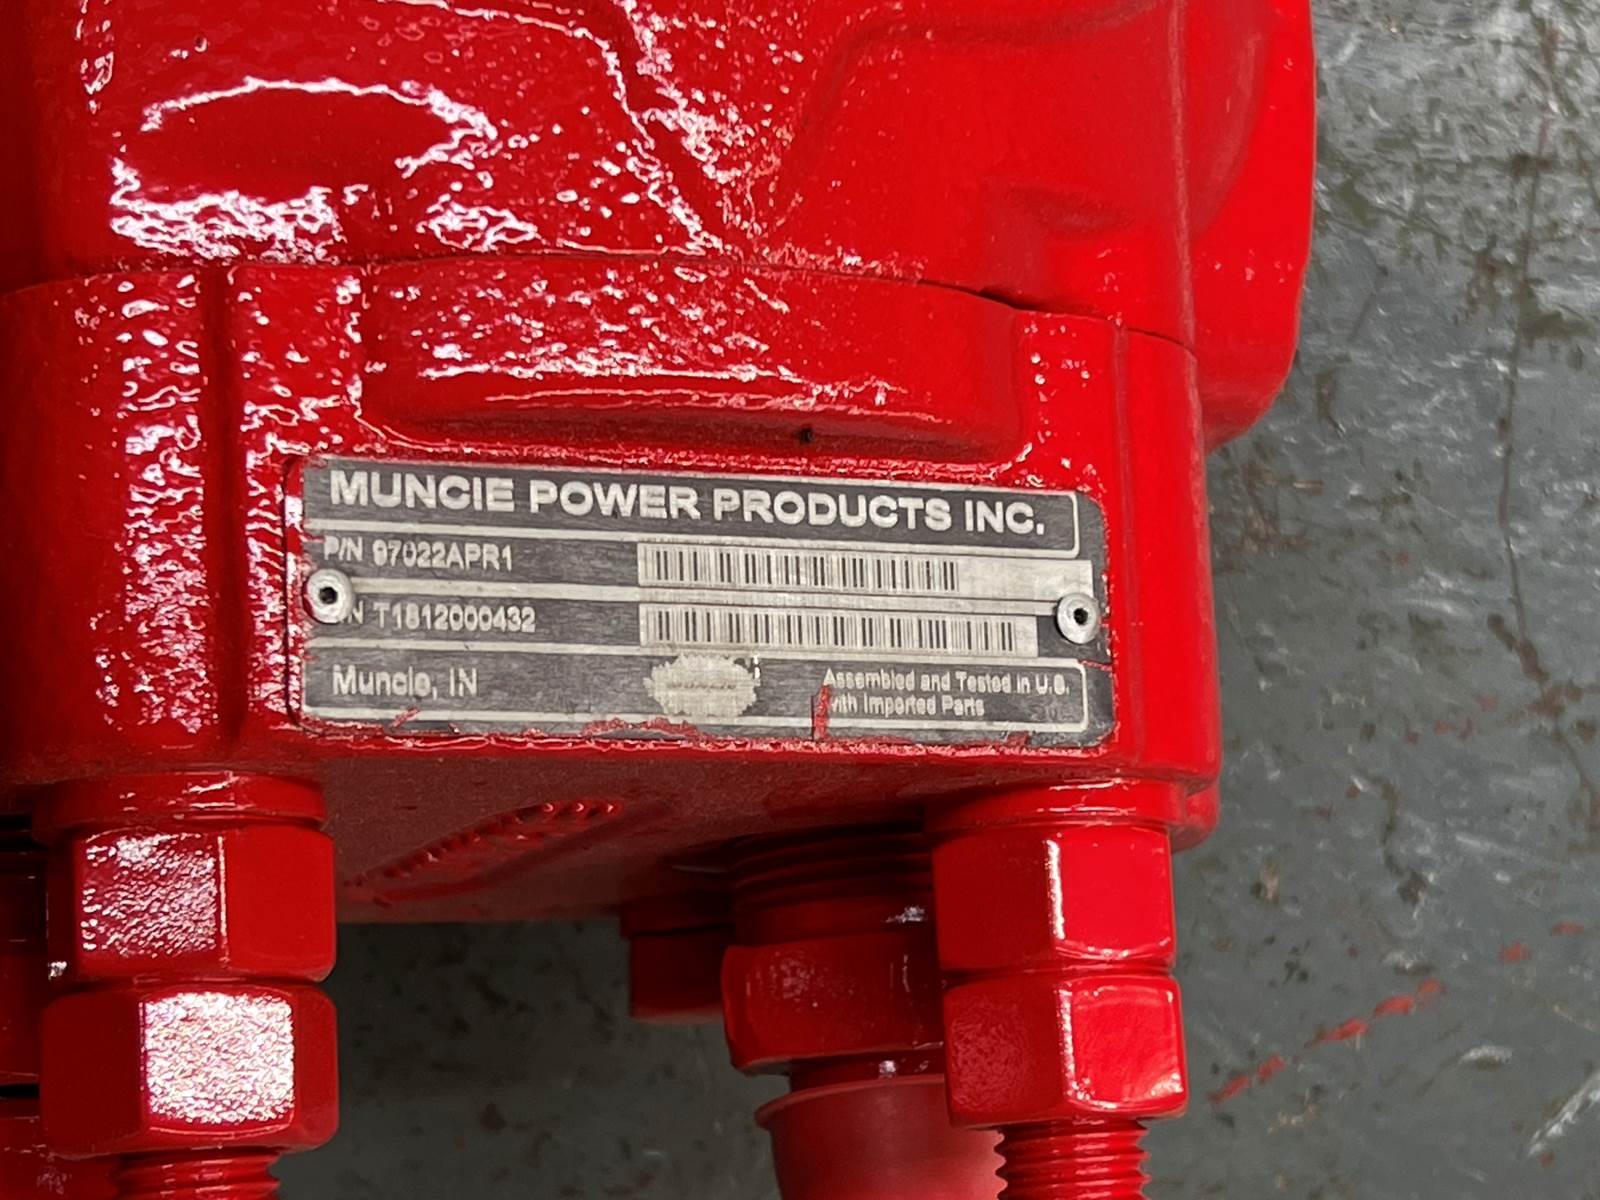 MUNCIE POWER PRODUCTS INC.
P/N 97022APR1
N T1812000432
Muncie, IN
Assembled and Tested in U.S.
with Imported Parts